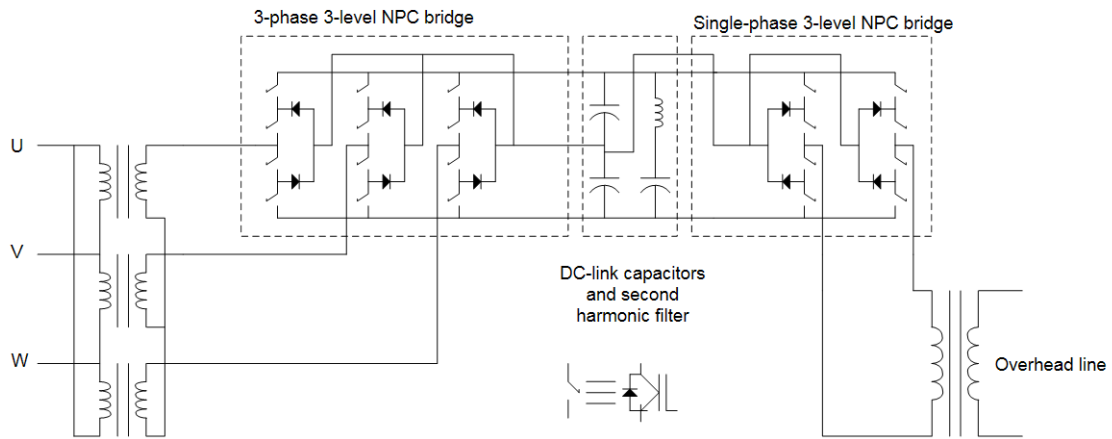 3-phase 3-level NPC bridge
Single-phase 3-level NPC bridge
U
V
W
DC-link capacitors
and second
harmonic filter
Overhead line